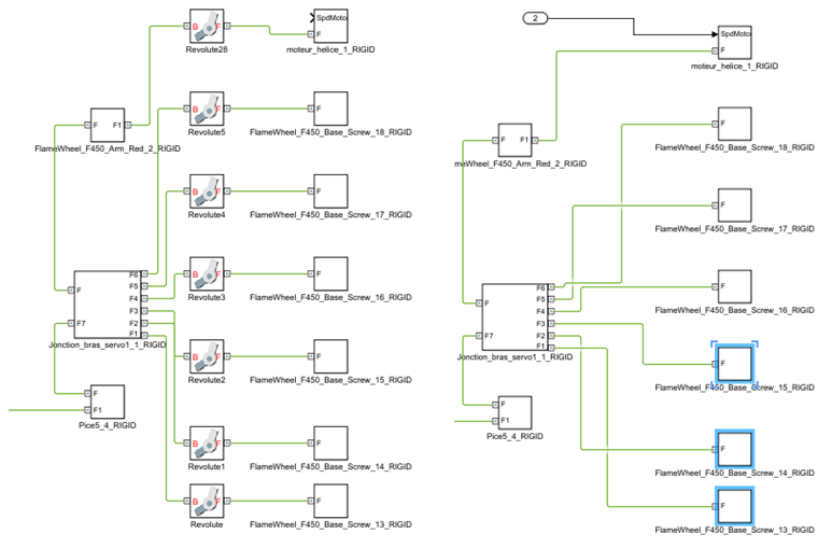 SpdMoto
F
moteur_helice_1_RIGID
B F
Revolute28
F F1
FlameWheel_F450_Arm_Red_2_RIGID
B F
Revolute5
F
FlameWheel_F450_Base_Screw_18_RIGID
B F
Revolute4
F
FlameWheel_F450_Base_Screw_17_RIGID
B F
Revolute3
F
FlameWheel_F450_Base_Screw_16_RIGID
F
F7
F6
F5
F4
F3
F2
F1
Jonction_bras_servo1_1_RIGID
B F
Revolute2
F
FlameWheel_F450_Base_Screw_15_RIGID
F
F1
Pice5_4_RIGID
B F
Revolute1
F
FlameWheel_F450_Base_Screw_14_RIGID
B F
Revolute
F
FlameWheel_F450_Base_Screw_13_RIGID
2
SpdMoto
F
moteur_helice_1_RIGID
F F1
meWheel_F450_Arm_Red_2_RIGID
F
FlameWheel_F450_Base_Screw_18_RIGID
F
FlameWheel_F450_Base_Screw_17_RIGID
F
FlameWheel_F450_Base_Screw_16_RIGID
F
F7
F6
F5
F4
F3
F2
F1
Jonction_bras_servo1_1_RIGID
F
FlameWheel_F450_Base_Screw_15_RIGID
F
F1
Pice5_4_RIGID
F
FlameWheel_F450_Base_Screw_14_RIGID
F
FlameWheel_F450_Base_Screw_13_RIGID